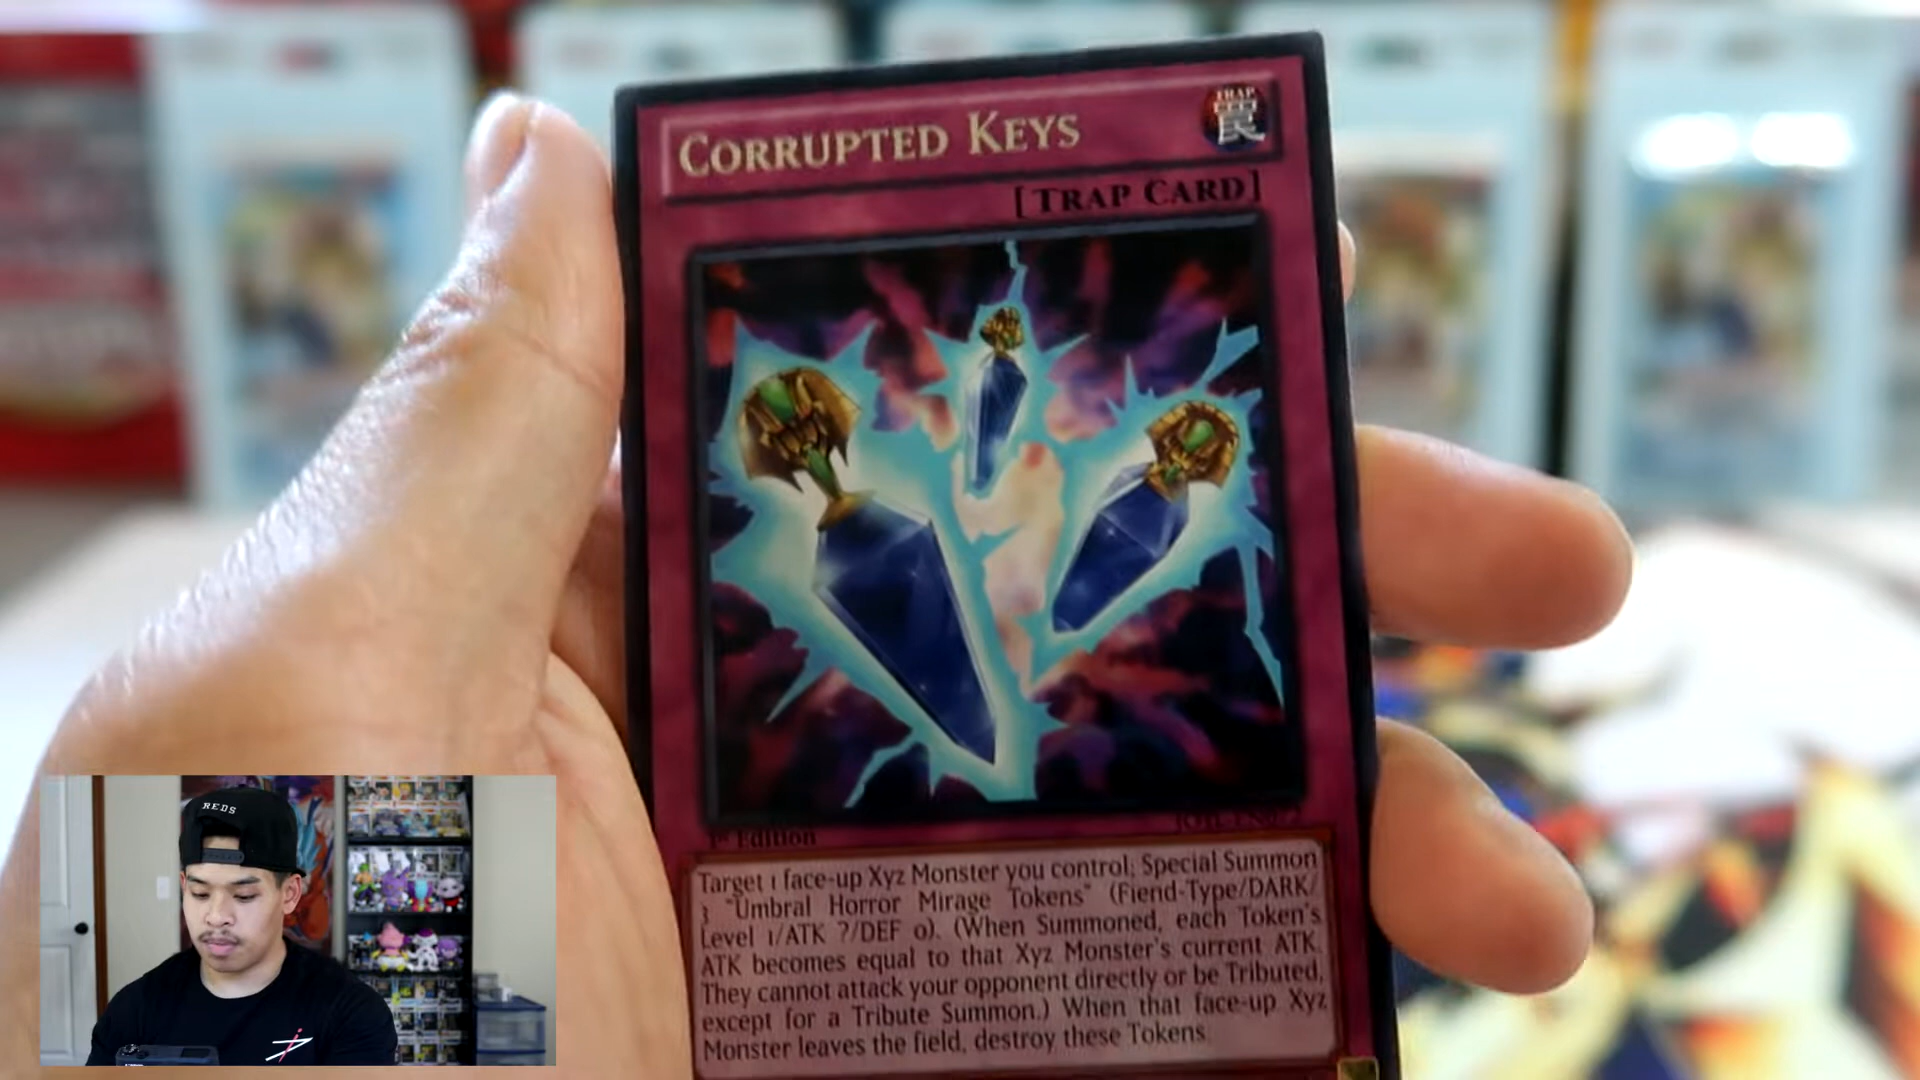 CORRUPTED KEYS
TRAP
罠
[TRAP CARD]
1st Edition
Target 1 face-up Xyz Monster you control; Special Summon
3 "Umbral Horror Mirage Tokens" (Fiend-Type/DARK/
Level 1/ATK ?/DEF 0). (When Summoned, each Token's
ATK becomes equal to that Xyz Monster's current ATK.
They cannot attack your opponent directly or be Tributed,
except for a Tribute Summon.) When that face-up Xyz
Monster leaves the field, destroy these Tokens.
REDS